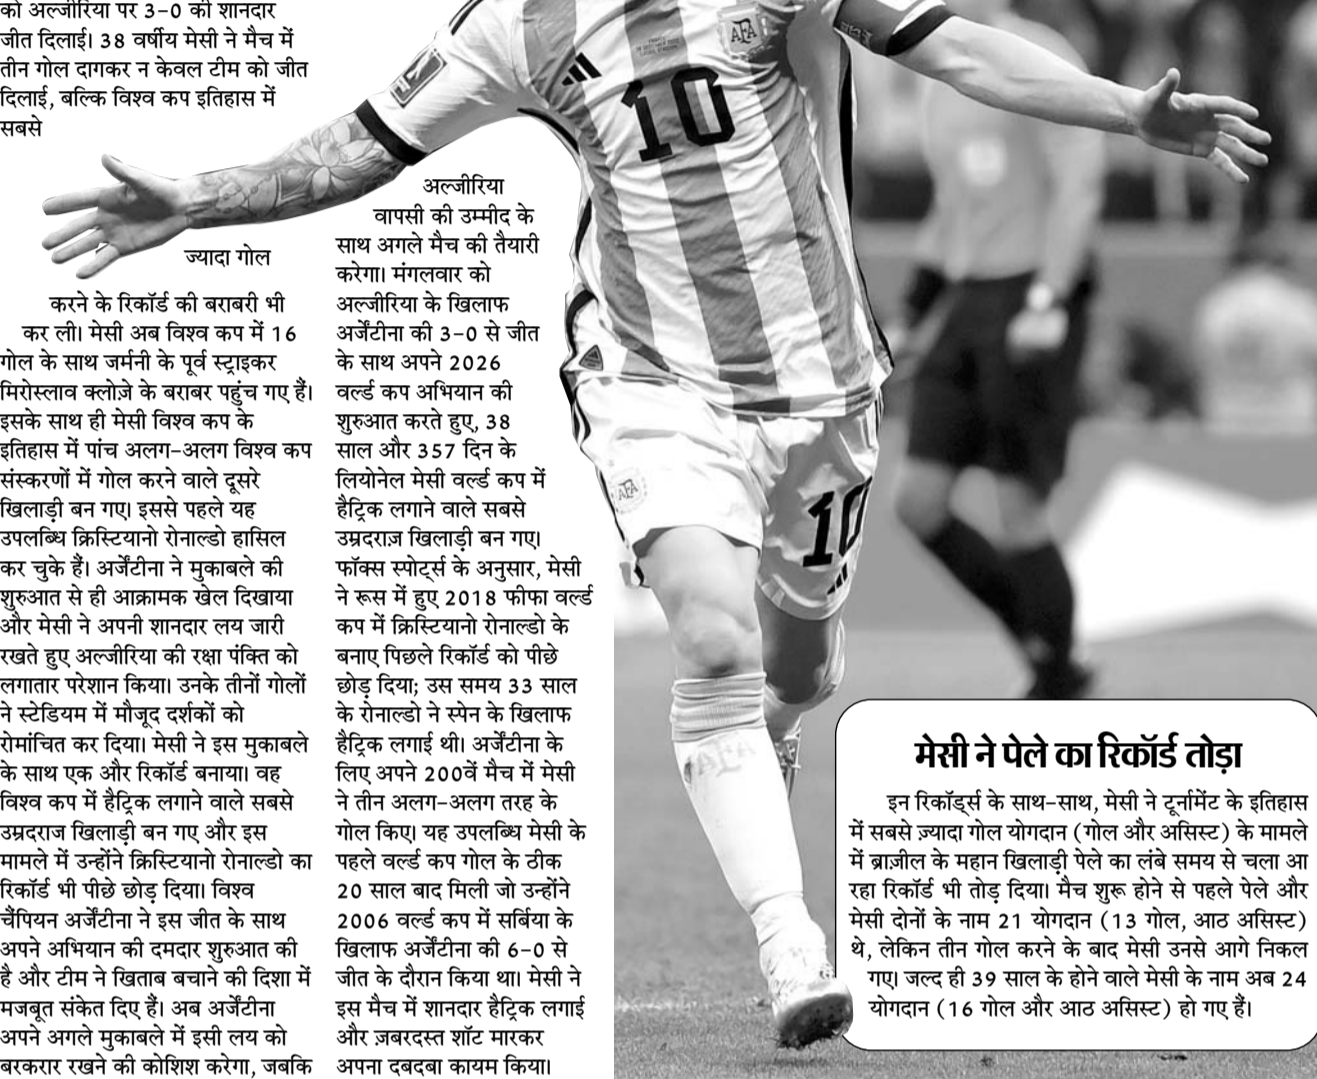 को अल्जीरिया पर 3-0 की शानदार
जीत दिलाई। 38 वर्षीय मेसी ने मैच में
तीन गोल दागकर न केवल टीम को जीत
दिलाई, बल्कि विश्व कप इतिहास में
सबसे
ज्यादा गोल
करने के रिकॉर्ड की बराबरी भी
कर ली। मेसी अब विश्व कप में 16
गोल के साथ जर्मनी के पूर्व स्ट्राइकर
मिरोस्लाव क्लोज़े के बराबर पहुंच गए हैं।
इसके साथ ही मेसी विश्व कप के
इतिहास में पांच अलग-अलग विश्व कप
संस्करणों में गोल करने वाले दूसरे
खिलाड़ी बन गए। इससे पहले यह
उपलब्धि क्रिस्टियानो रोनाल्डो हासिल
कर चुके हैं। अर्जेंटीना ने मुकाबले की
शुरुआत से ही आक्रामक खेल दिखाया
और मेसी ने अपनी शानदार लय जारी
रखते हुए अल्जीरिया की रक्षा पंक्ति को
लगातार परेशान किया। उनके तीनों गोलों
ने स्टेडियम में मौजूद दर्शकों को
रोमांचित कर दिया। मेसी ने इस मुकाबले
के साथ एक और रिकॉर्ड बनाया। वह
विश्व कप में हैट्रिक लगाने वाले सबसे
उम्रदराज खिलाड़ी बन गए और इस
मामले में उन्होंने क्रिस्टियानो रोनाल्डो का
रिकॉर्ड भी पीछे छोड़ दिया। विश्व
चैंपियन अर्जेंटीना ने इस जीत के साथ
अपने अभियान की दमदार शुरुआत की
है और टीम ने खिताब बचाने की दिशा में
मजबूत संकेत दिए हैं। अब अर्जेंटीना
अपने अगले मुकाबले में इसी लय को
बरकरार रखने की कोशिश करेगा, जबकि
अल्जीरिया
वापसी की उम्मीद के
साथ अगले मैच की तैयारी
करेगा। मंगलवार को
अल्जीरिया के खिलाफ
अर्जेंटीना की 3-0 से जीत
के साथ अपने 2026
वर्ल्ड कप अभियान की
शुरुआत करते हुए, 38
साल और 357 दिन के
लियोनेल मेसी वर्ल्ड कप में
हैट्रिक लगाने वाले सबसे
उम्रदराज़ खिलाड़ी बन गए।
फॉक्स स्पोर्ट्स के अनुसार, मेसी
ने रूस में हुए 2018 फीफा वर्ल्ड
कप में क्रिस्टियानो रोनाल्डो के
बनाए पिछले रिकॉर्ड को पीछे
छोड़ दिया; उस समय 33 साल
के रोनाल्डो ने स्पेन के खिलाफ
हैट्रिक लगाई थी। अर्जेंटीना के
लिए अपने 200वें मैच में मेसी
ने तीन अलग-अलग तरह के
गोल किए। यह उपलब्धि मेसी के
पहले वर्ल्ड कप गोल के ठीक
20 साल बाद मिली जो उन्होंने
2006 वर्ल्ड कप में सर्बिया के
खिलाफ अर्जेंटीना की 6-0 से
जीत के दौरान किया था। मेसी ने
इस मैच में शानदार हैट्रिक लगाई
और ज़बरदस्त शॉट मारकर
अपना दबदबा कायम किया।
AFA
10
AFA
10
AFA
मेसी ने पेले का रिकॉर्ड तोड़ा
इन रिकॉर्ड्स के साथ-साथ, मेसी ने टूर्नामेंट के इतिहास
में सबसे ज़्यादा गोल योगदान (गोल और असिस्ट) के मामले
में ब्राज़ील के महान खिलाड़ी पेले का लंबे समय से चला आ
रहा रिकॉर्ड भी तोड़ दिया। मैच शुरू होने से पहले पेले और
मेसी दोनों के नाम 21 योगदान (13 गोल, आठ असिस्ट)
थे, लेकिन तीन गोल करने के बाद मेसी उनसे आगे निकल
गए। जल्द ही 39 साल के होने वाले मेसी के नाम अब 24
योगदान (16 गोल और आठ असिस्ट) हो गए हैं।